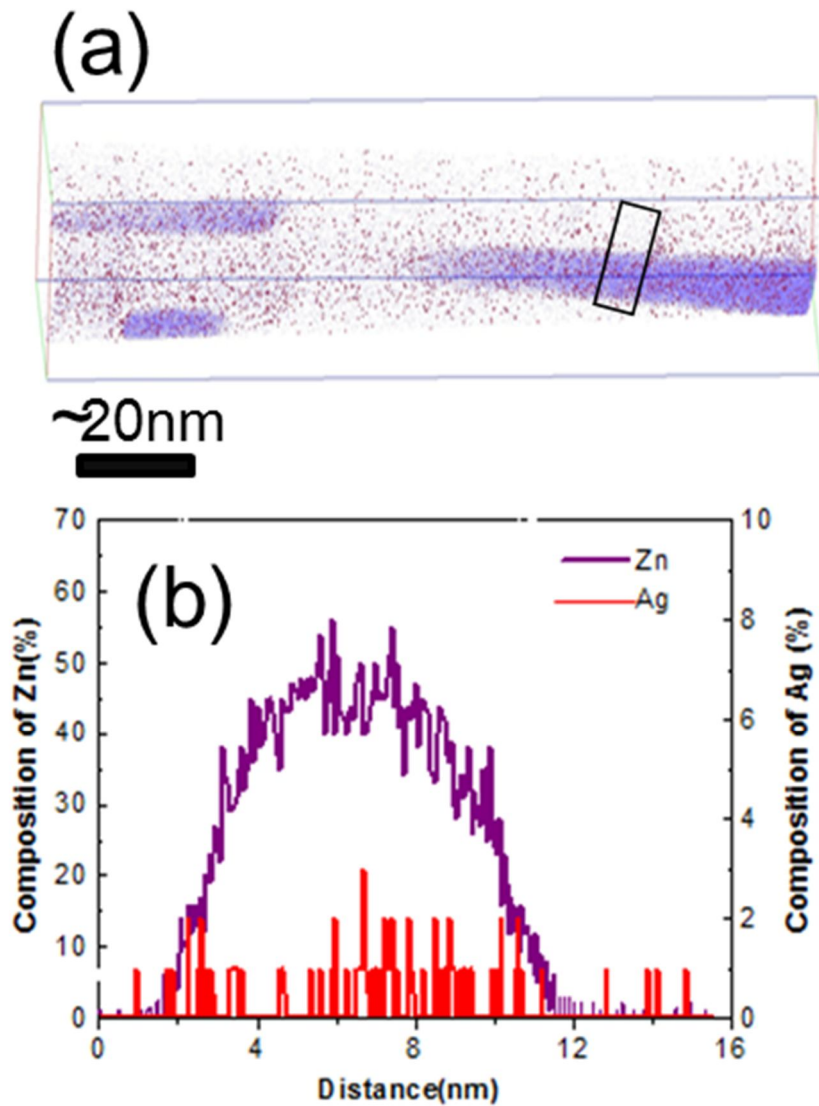 (a)
~20nm
(b)
Zn
Ag
70
60
50
40
30
20
10
0
10
8
6
4
2
0
0 4 8 12 16
Composition of Zn(%)
Composition of Ag (%)
Distance(nm)